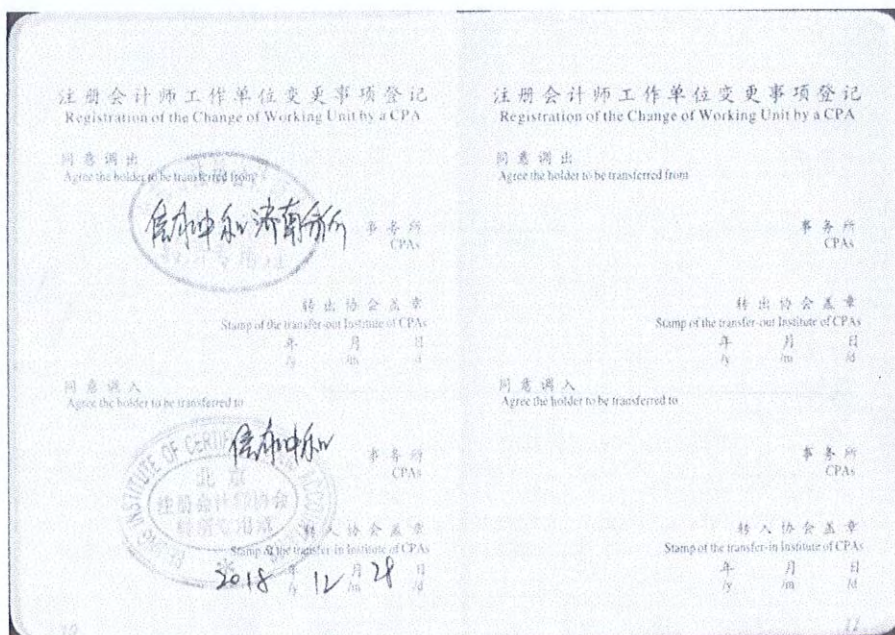 注册会计师工作单位变更事项登记
Registration of the Change of Working Unit by a CPA
同意调出
Agree the holder to be transferred from
信永中和济南分所
事务所
CPAs
转出协会盖章
Stamp of the transfer-out Institute of CPAs
年 月 日
/y /m /d
同意调入
Agree the holder to be transferred to
信永中和
事务所
CPAs
INSTITUTE OF CERTIFIED
北京
注册会计师协会
转所专用章
转入协会盖章
Stamp of the transfer-in Institute of CPAs
2018 年 12 月 28 日
/y /m /d
10
注册会计师工作单位变更事项登记
Registration of the Change of Working Unit by a CPA
同意调出
Agree the holder to be transferred from
事务所
CPAs
转出协会盖章
Stamp of the transfer-out Institute of CPAs
年 月 日
/y /m /d
同意调入
Agree the holder to be transferred to
事务所
CPAs
转入协会盖章
Stamp of the transfer-in Institute of CPAs
年 月 日
/y /m /d
11